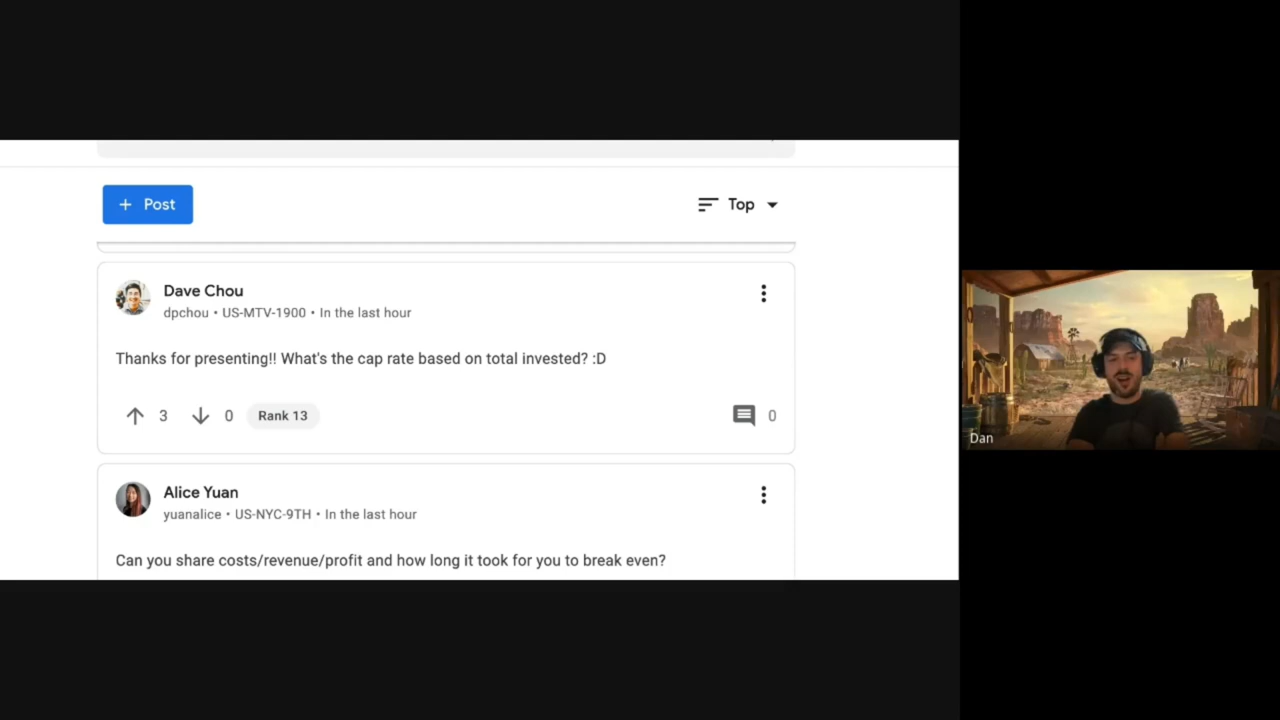 + Post
Top
Dave Chou
dpchou • US-MTV-1900 • In the last hour
Thanks for presenting!! What's the cap rate based on total invested? :D
3 0 Rank 13 0
Alice Yuan
yuanalice • US-NYC-9TH • In the last hour
Can you share costs/revenue/profit and how long it took for you to break even?
Dan